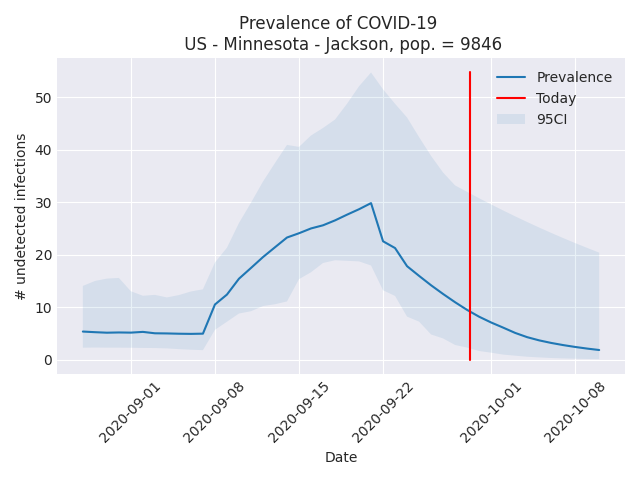 Prevalence of COVID-19
US - Minnesota - Jackson, pop. = 9846
Prevalence
Today
95CI
# undetected infections
50
40
30
20
10
0
2020-09-01
2020-09-08
2020-09-15
2020-09-22
2020-10-01
2020-10-08
Date